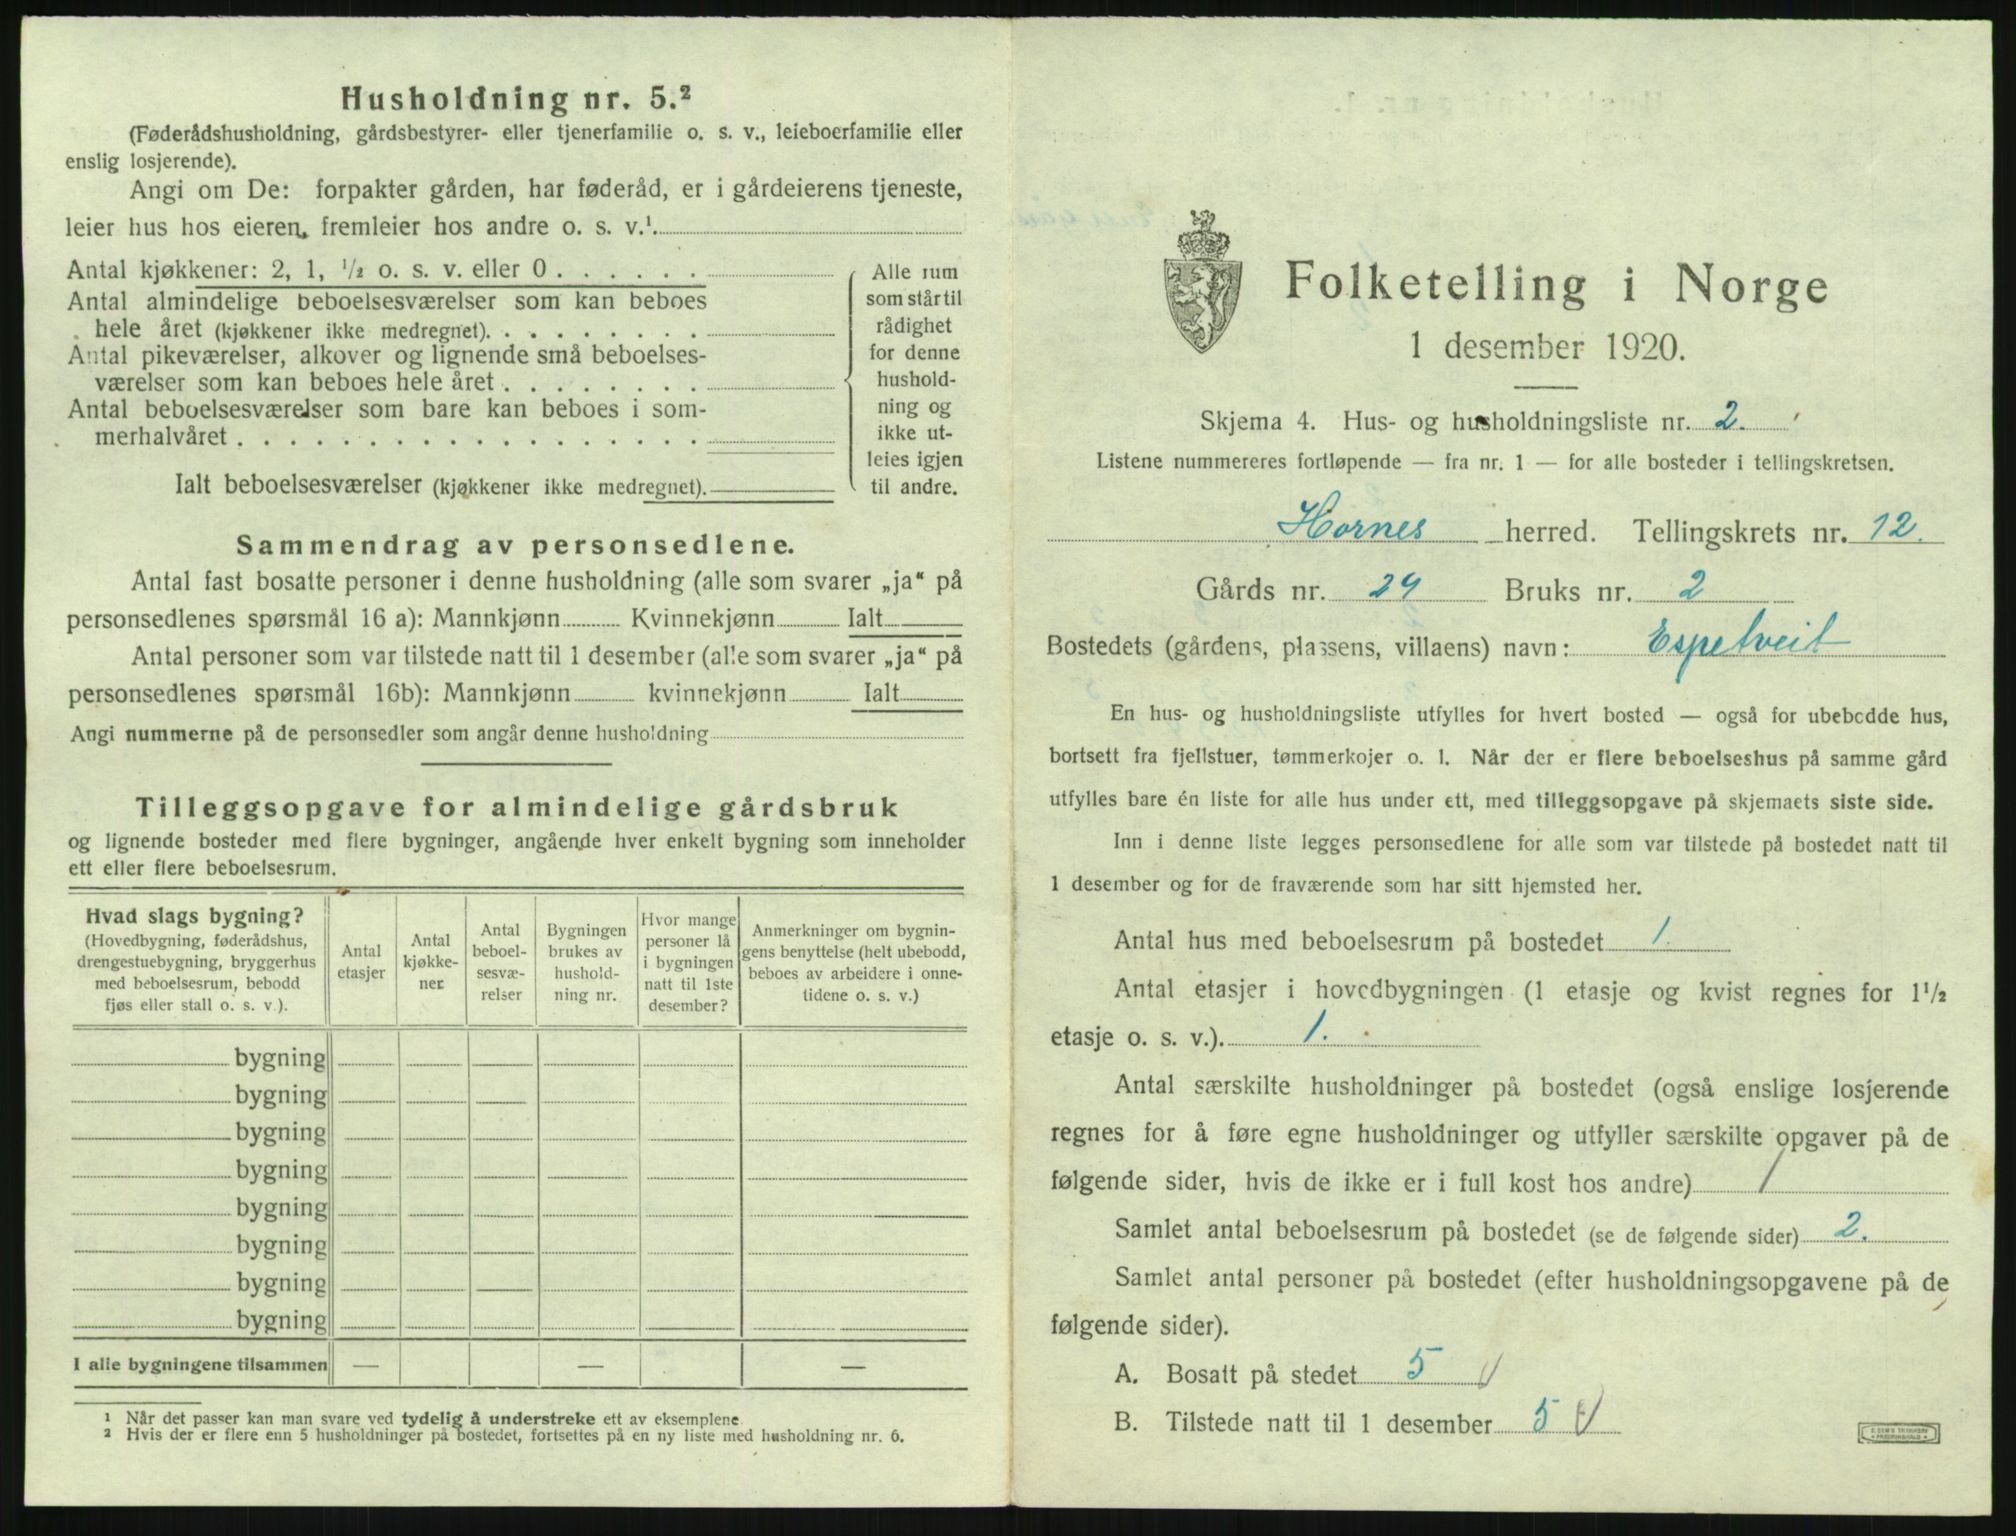 Husholdning nr. 5.²
(Føderådshusholdning, gårdsbestyrer- eller tjenerfamilie o. s. v., leieboerfamilie eller
enslig losjerende).
Angi om De: forpakter gården, har føderåd, er i gårdeierens tjeneste,
leier hus hos eieren, fremleier hos andre o. s. v.¹
Antal kjøkkener: 2, 1, ½ o. s. v. eller 0 . . . . . .
Antal almindelige beboelsesværelser som kan beboes
hele året (kjøkkener ikke medregnet). . . . . . . . .
Antal pikeværelser, alkover og lignende små beboelses-
værelser som kan beboes hele året . . . . . . . .
Antal beboelsesværelser som bare kan beboes i som-
merhalvåret . . . . . . . . . . . . . . . . . .
Ialt beboelsesværelser (kjøkkener ikke medregnet).
Alle rum
som står til
rådighet
for denne
hushold-
ning og
ikke ut-
leies igjen
til andre.
Sammendrag av personsedlene.
Antal fast bosatte personer i denne husholdning (alle som svarer „ja“ på
personsedlenes spørsmål 16 a): Mannkjønn Kvinnekjønn Ialt
Antal personer som var tilstede natt til 1 desember (alle som svarer „ja“ på
personsedlenes spørsmål 16b): Mannkjønn kvinnekjønn Ialt
Angi nummerne på de personsedler som angår denne husholdning
Tilleggsopgave for almindelige gårdsbruk
og lignende bosteder med flere bygninger, angående hver enkelt bygning som inneholder
ett eller flere beboelsesrum.
Hvad slags bygning?
(Hovedbygning, føderådshus,
drengestuebygning, bryggerhus
med beboelsesrum, bebodd
fjøs eller stall o. s. v.).
Antal
etasjer
Antal
kjøkke-
ner
Antal
beboel-
sesvæ-
relser
Bygningen
brukes av
hushold-
ning nr.
Hvor mange
personer lå
i bygningen
natt til 1ste
desember?
Anmerkninger om bygnin-
gens benyttelse (helt ubebodd,
beboes av arbeidere i onne-
tidene o. s. v.)
bygning
bygning
bygning
bygning
bygning
bygning
bygning
bygning
I alle bygningene tilsammen — — —
1 Når det passer kan man svare ved tydelig å understreke ett av eksemplene
2 Hvis der er flere enn 5 husholdninger på bostedet, fortsettes på en ny liste med husholdning nr. 6.
Folketelling i Norge
1 desember 1920.
Skjema 4. Hus- og husholdningsliste nr. 2.
Listene nummereres fortløpende — fra nr. 1 — for alle bosteder i tellingskretsen.
Hornes herred. Tellingskrets nr. 12.
Gårds nr. 24 Bruks nr. 2
Bostedets (gårdens, plassens, villaens) navn: Espetveit
En hus- og husholdningsliste utfylles for hvert bosted — også for ubebodde hus,
bortsett fra fjellstuer, tømmerkojer o. l. Når der er flere beboelseshus på samme gård
utfylles bare én liste for alle hus under ett, med tilleggsopgave på skjemaets siste side.
Inn i denne liste legges personsedlene for alle som var tilstede på bostedet natt til
1 desember og for de fraværende som har sitt hjemsted her.
Antal hus med beboelsesrum på bostedet 1.
Antal etasjer i hovedbygningen (1 etasje og kvist regnes for 1½
etasje o. s. v.). 1.
Antal særskilte husholdninger på bostedet (også enslige losjerende
regnes for å føre egne husholdninger og utfyller særskilte opgaver på de
følgende sider, hvis de ikke er i full kost hos andre) 1
Samlet antal beboelsesrum på bostedet (se de følgende sider) 2.
Samlet antal personer på bostedet (efter husholdningsopgavene på de
følgende sider).
A. Bosatt på stedet 5
B. Tilstede natt til 1 desember 5